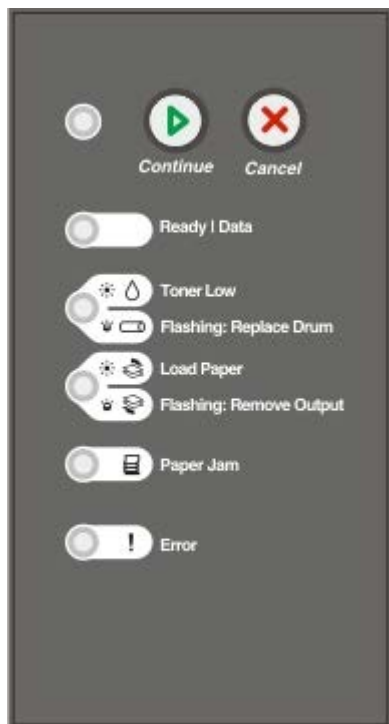 Continue
Cancel
Ready | Data
Toner Low
Flashing: Replace Drum
Load Paper
Flashing: Remove Output
Paper Jam
! Error